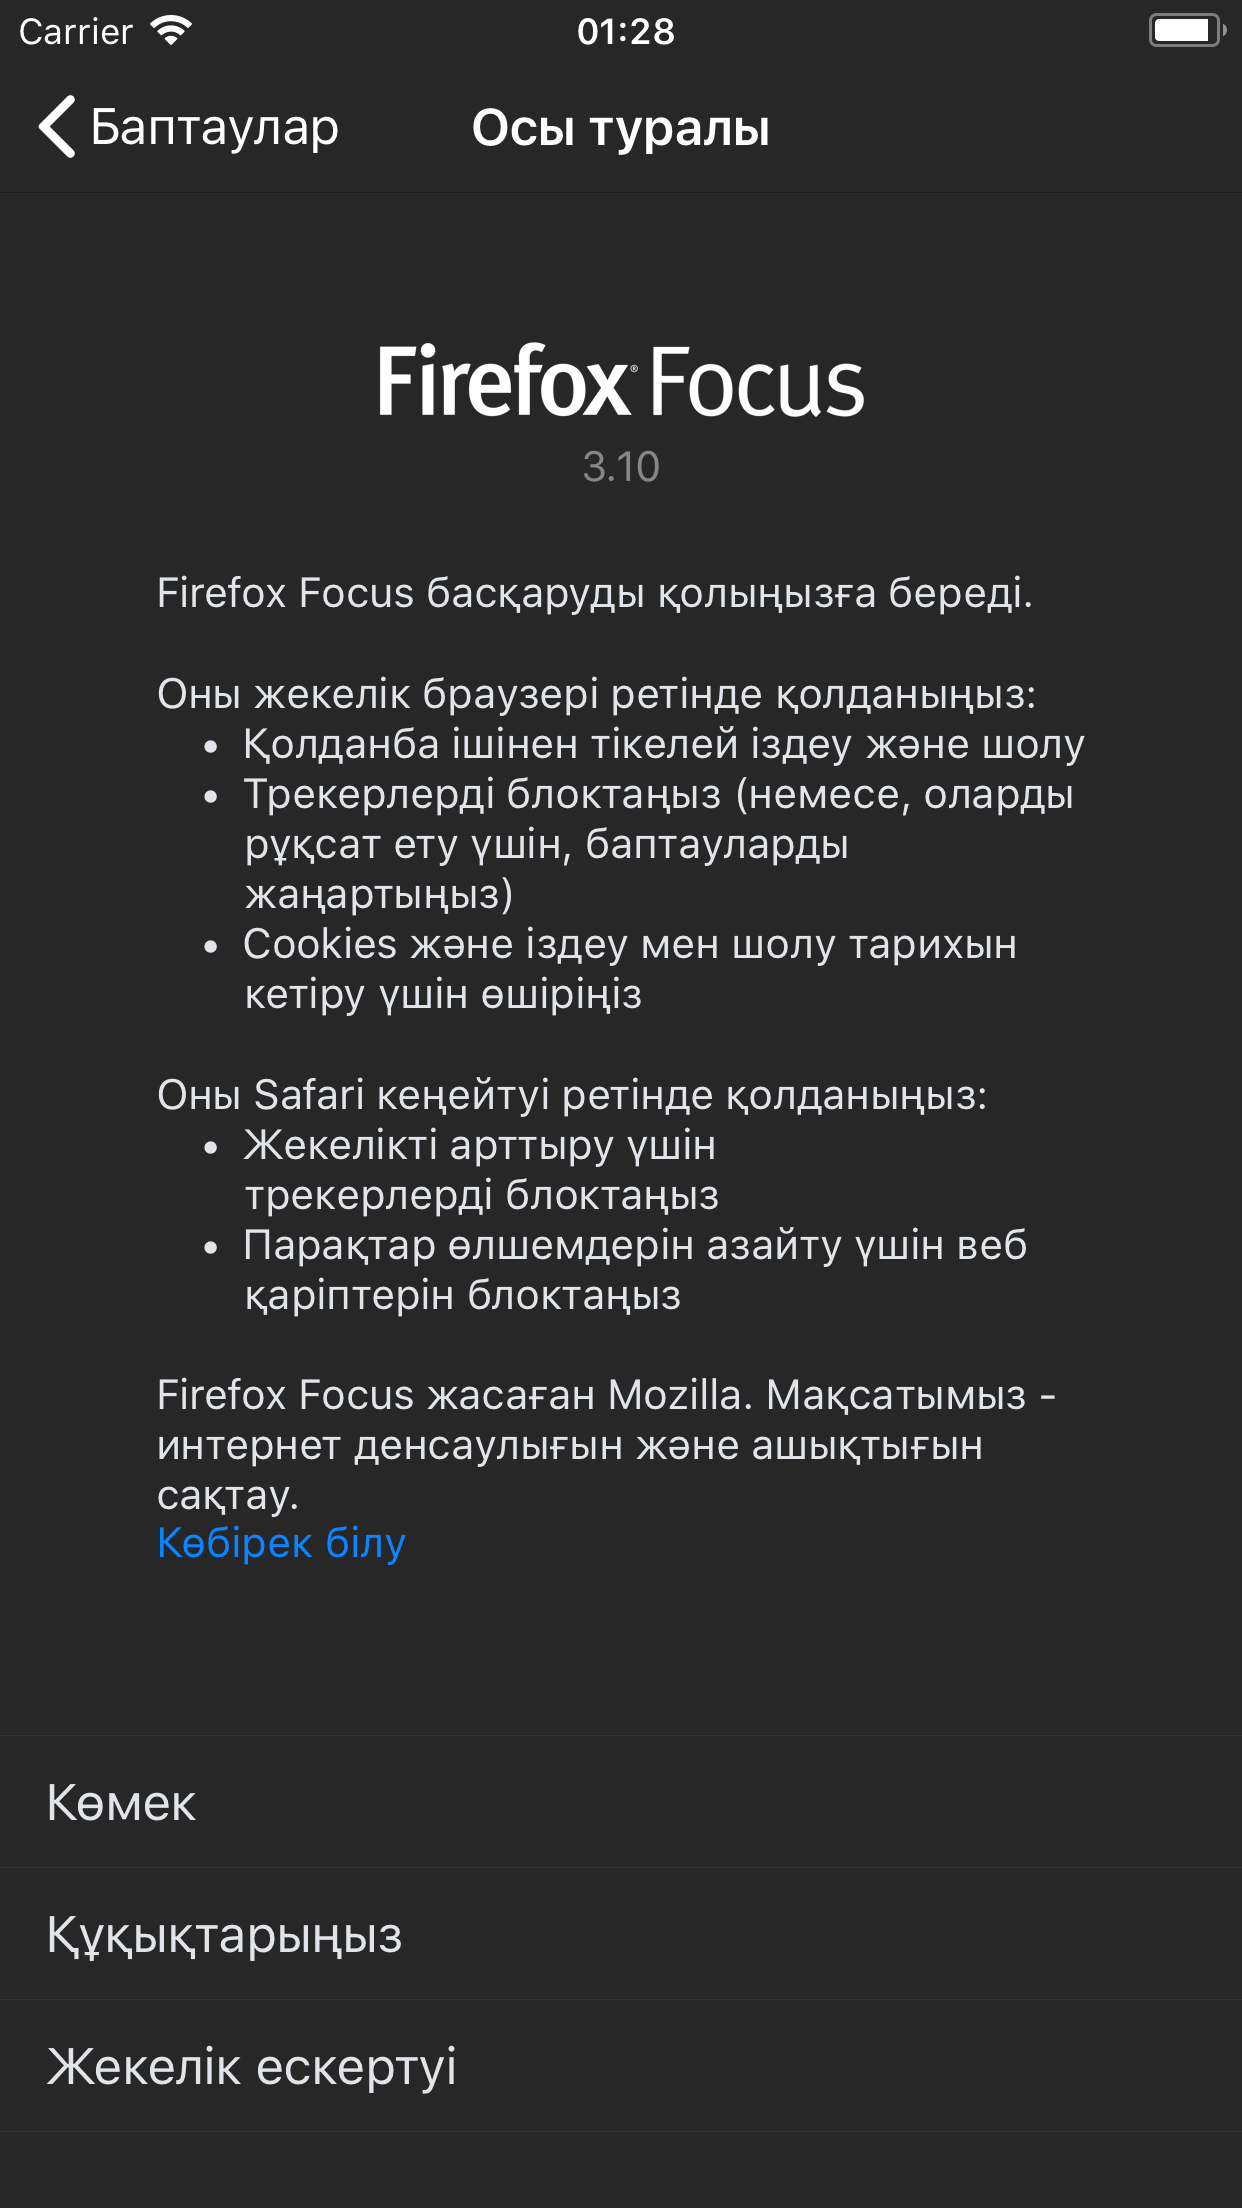 Carrier
01:28
Баптаулар
Осы туралы
Firefox® Focus
3.10
Firefox Focus басқаруды қолыңызға береді.
Оны жекелік браузері ретінде қолданыңыз:
• Қолданба ішінен тікелей іздеу және шолу
• Трекерлерді блоктаңыз (немесе, оларды
рұқсат ету үшін, баптауларды
жаңартыңыз)
• Cookies және іздеу мен шолу тарихын
кетіру үшін өшіріңіз
Оны Safari кеңейтуі ретінде қолданыңыз:
• Жекелікті арттыру үшін
трекерлерді блоктаңыз
• Парақтар өлшемдерін азайту үшін веб
қаріптерін блоктаңыз
Firefox Focus жасаған Mozilla. Мақсатымыз -
интернет денсаулығын және ашықтығын
сақтау.
Көбірек білу
Көмек
Құқықтарыңыз
Жекелік ескертуі